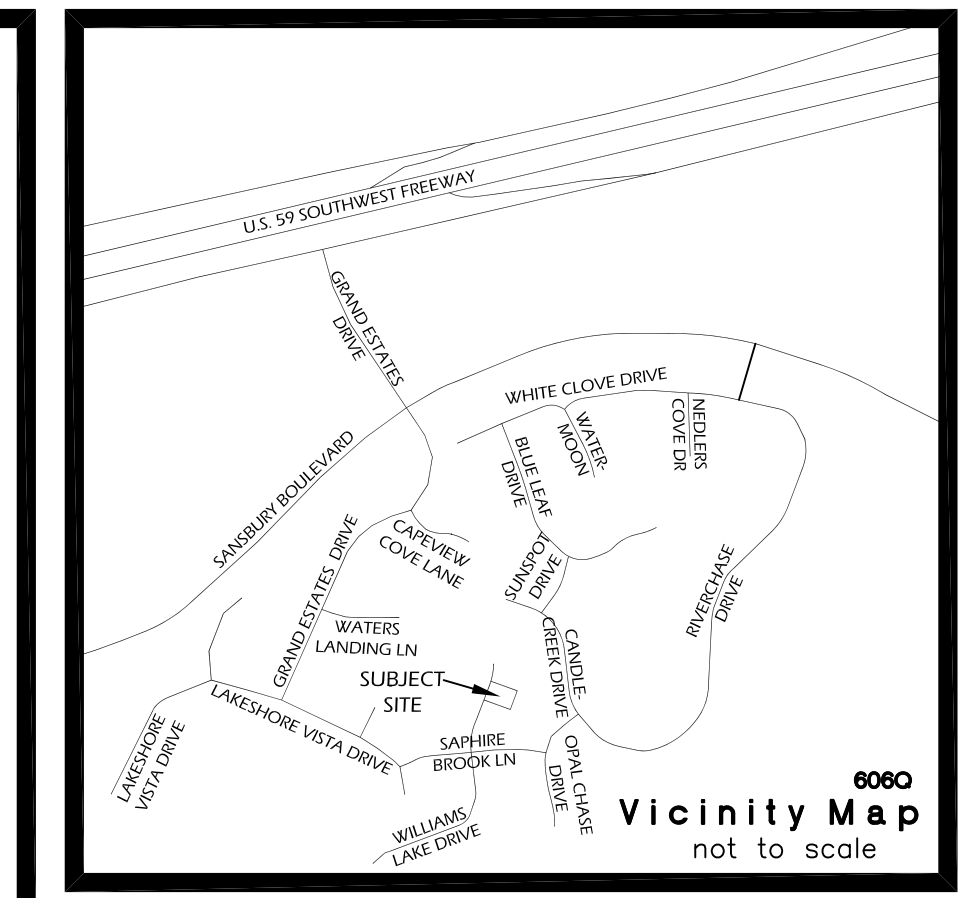 U.S. 59 SOUTHWEST FREEWAY
GRAND ESTATES
DRIVE
WHITE CLOVE DRIVE
WATER-
MOON
NEDLERS
COVE DR
BLUE LEAF
DRIVE
SANSBURY BOULEVARD
CAPEVIEW
COVE LANE
GRAND ESTATES DRIVE
SUNSPOT
DRIVE
RIVERCHASE
DRIVE
WATERS
LANDING LN
CANDLE-
CREEK DRIVE
SUBJECT
SITE
LAKESHORE VISTA DRIVE
LAKESHORE
VISTA DRIVE
SAPHIRE
BROOK LN
OPAL CHASE
DRIVE
WILLIAMS
LAKE DRIVE
606Q
Vicinity Map
not to scale